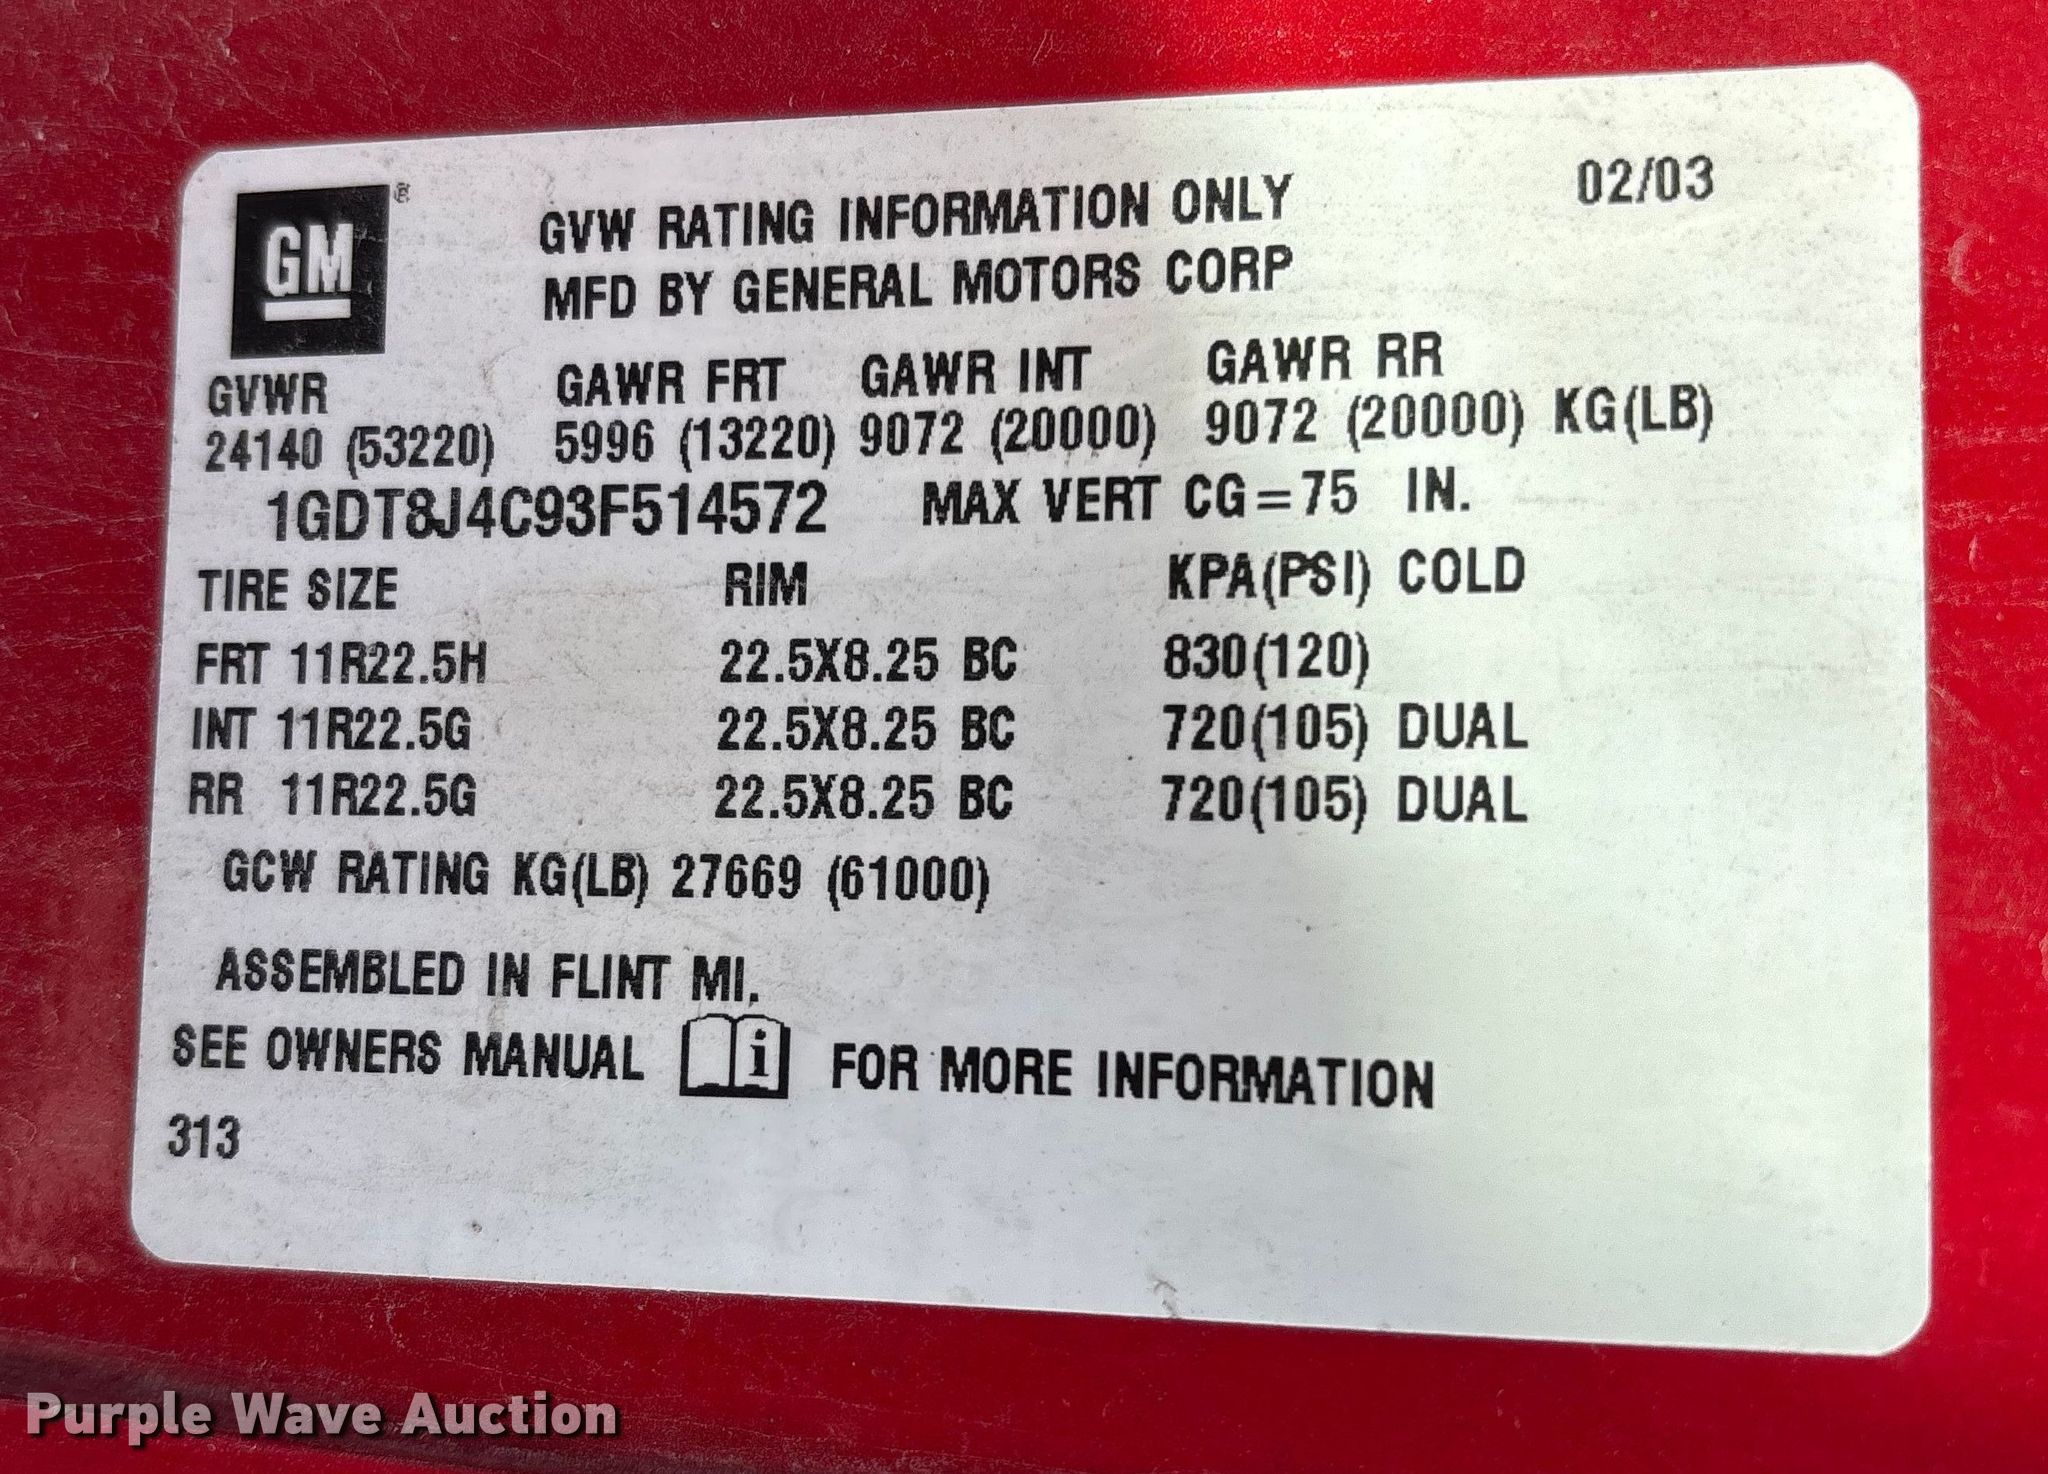 GM®
GVW RATING INFORMATION ONLY 02/03
MFD BY GENERAL MOTORS CORP
GVWR GAWR FRT GAWR INT GAWR RR
24140 (53220) 5996 (13220) 9072 (20000) 9072 (20000) KG(LB)
1GDT8J4C93F514572 MAX VERT CG=75 IN.
TIRE SIZE RIM KPA(PSI) COLD
FRT 11R22.5H 22.5X8.25 BC 830(120)
INT 11R22.5G 22.5X8.25 BC 720(105) DUAL
RR 11R22.5G 22.5X8.25 BC 720(105) DUAL
GCW RATING KG(LB) 27669 (61000)
ASSEMBLED IN FLINT MI.
SEE OWNERS MANUAL i FOR MORE INFORMATION
313
Purple Wave Auction